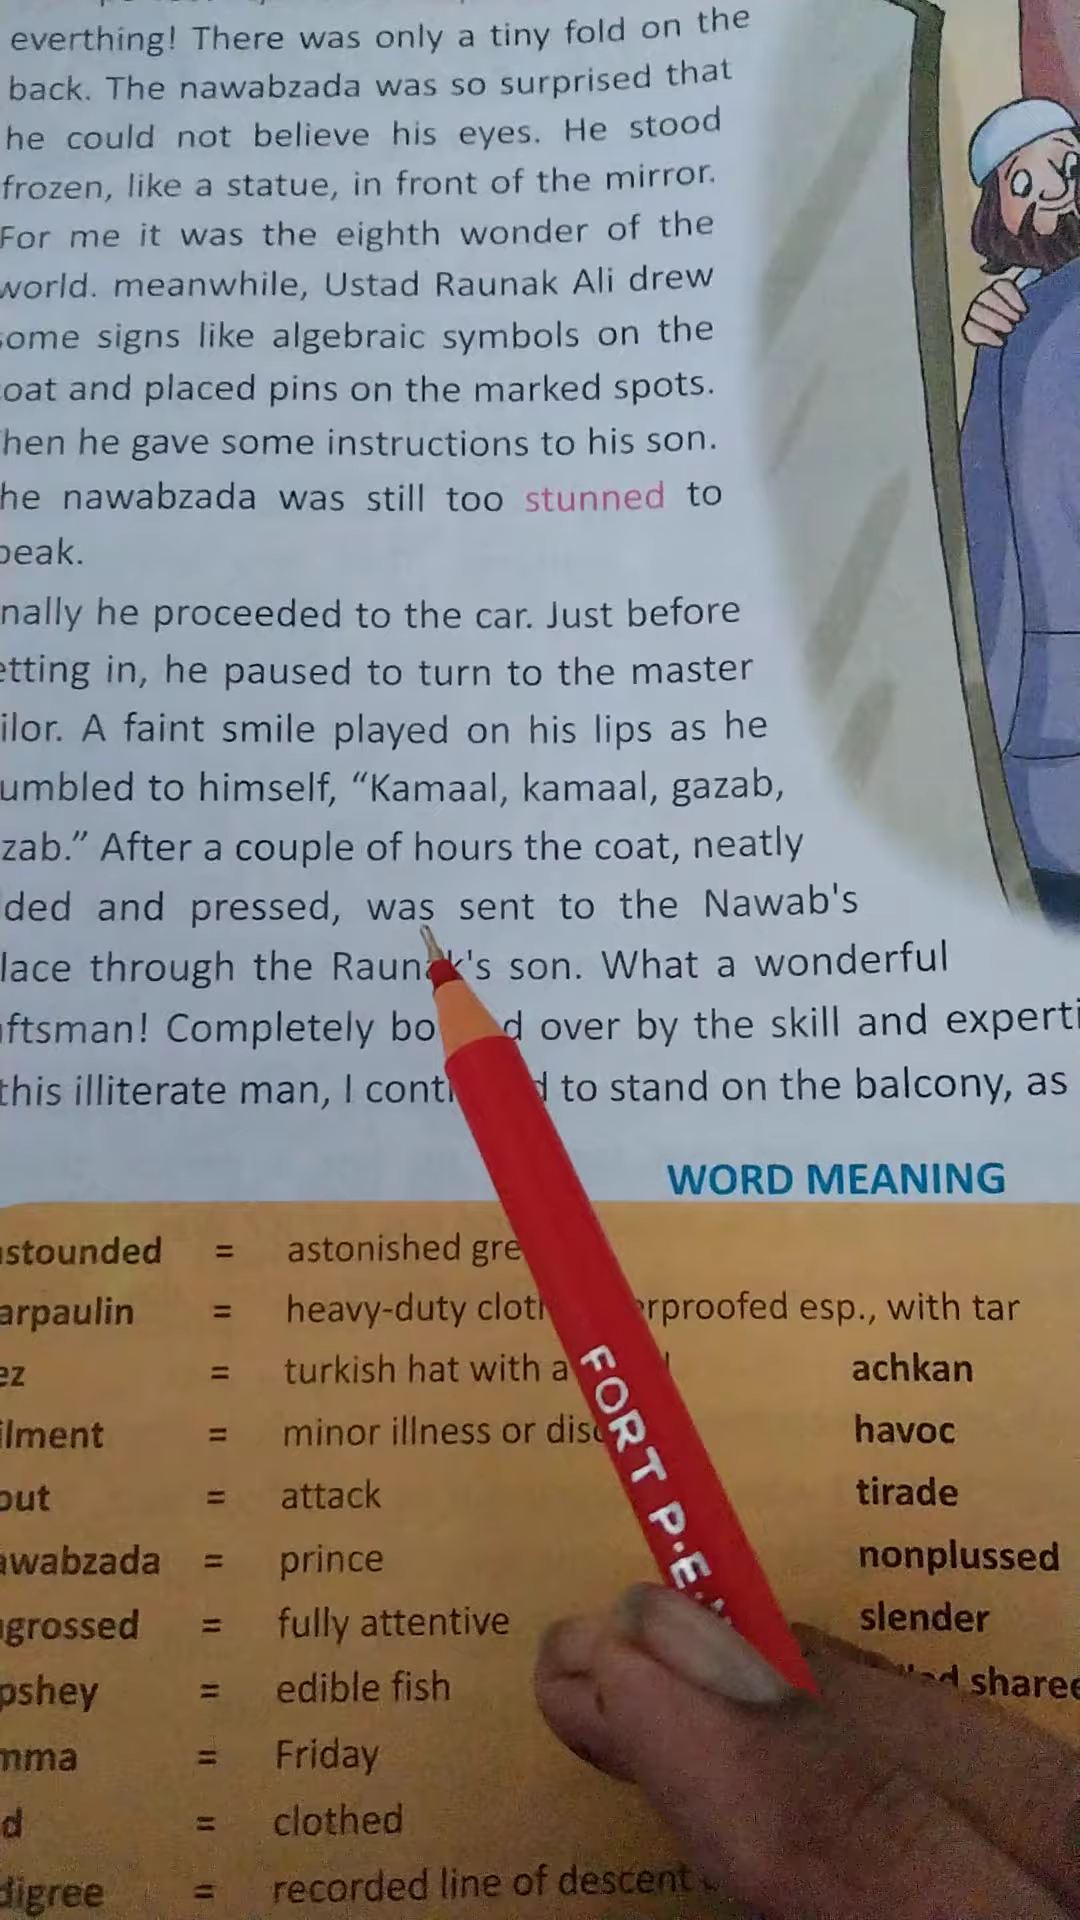 everthing! There was only a tiny fold on the
back. The nawabzada was so surprised that
he could not believe his eyes. He stood
frozen, like a statue, in front of the mirror.
For me it was the eighth wonder of the
world. meanwhile, Ustad Raunak Ali drew
some signs like algebraic symbols on the
coat and placed pins on the marked spots.
hen he gave some instructions to his son.
he nawabzada was still too stunned to
peak.
nally he proceeded to the car. Just before
etting in, he paused to turn to the master
ilor. A faint smile played on his lips as he
umbled to himself, “Kamaal, kamaal, gazab,
zab.” After a couple of hours the coat, neatly
ded and pressed, was sent to the Nawab's
lace through the Raunak's son. What a wonderful
ftsman! Completely bo d over by the skill and experti
this illiterate man, I cont d to stand on the balcony, as
WORD MEANING
astounded = astonished gre
arpaulin = heavy-duty cloth rproofed esp., with tar
ez = turkish hat with a
achkan
ilment = minor illness or dis
havoc
out = attack
tirade
awabzada = prince
nonplussed
ngrossed = fully attentive
slender
oshey = edible fish
sharee
mma = Friday
d = clothed
digree = recorded line of descent
FORT P.E.